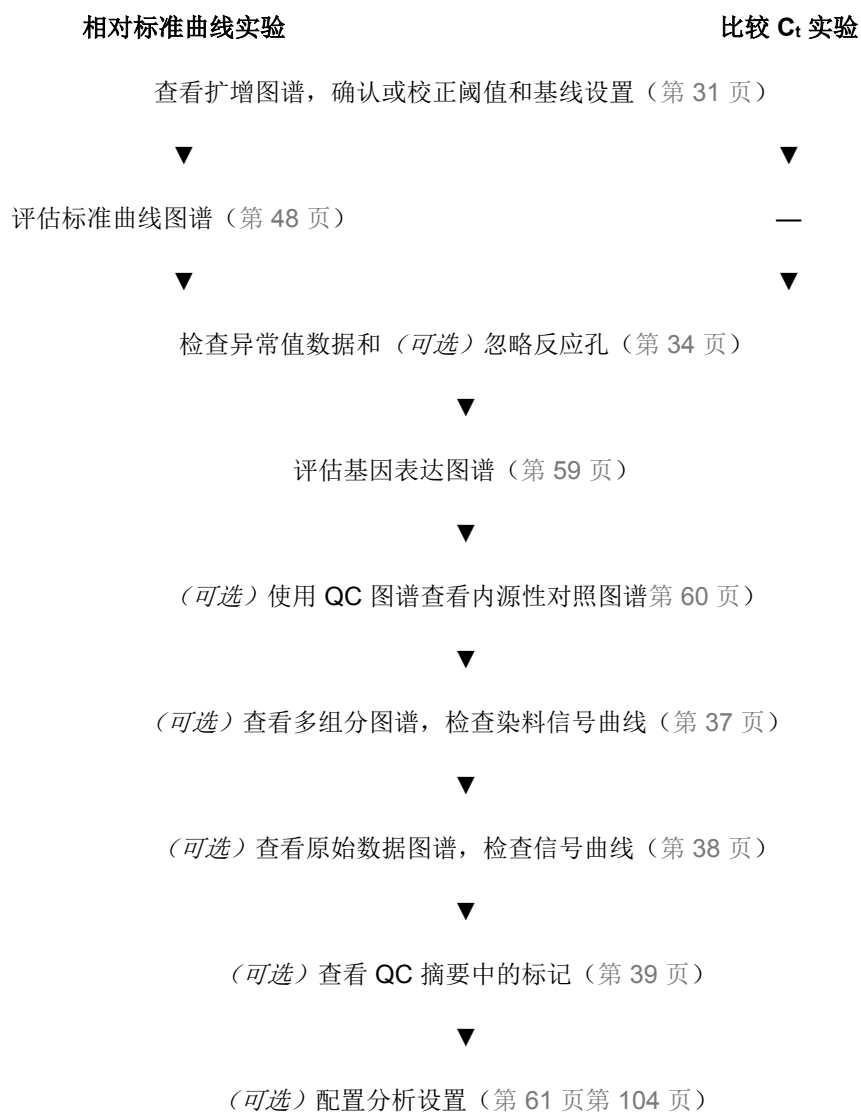 相对标准曲线实验 比较 Ct 实验
查看扩增图谱，确认或校正阈值和基线设置（第 31 页）
▼ ▼
评估标准曲线图谱（第 48 页） —
▼ ▼
检查异常值数据和（可选）忽略反应孔（第 34 页）
▼
评估基因表达图谱（第 59 页）
▼
（可选）使用 QC 图谱查看内源性对照图谱第 60 页）
▼
（可选）查看多组分图谱，检查染料信号曲线（第 37 页）
▼
（可选）查看原始数据图谱，检查信号曲线（第 38 页）
▼
（可选）查看 QC 摘要中的标记（第 39 页）
▼
（可选）配置分析设置（第 61 页第 104 页）